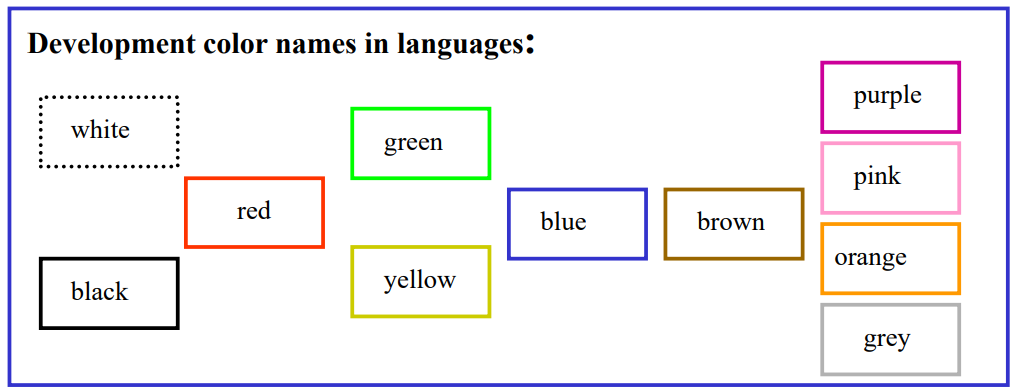 Development color names in languages:
white
black
red
green
yellow
blue
brown
purple
pink
orange
grey